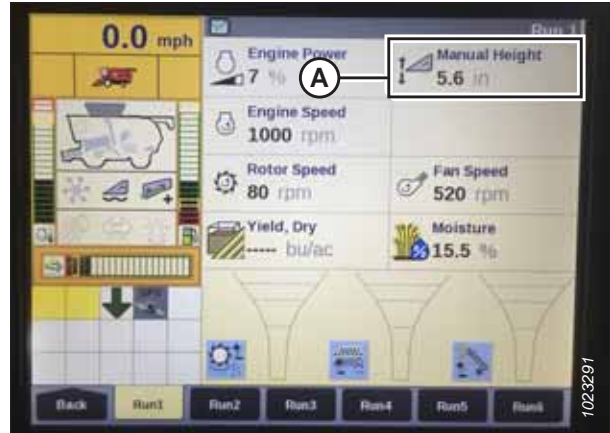 0.0 mph
Run 1
Engine Power
7 %
A
Manual Height
5.6 in
Engine Speed
1000 rpm
Rotor Speed
80 rpm
Fan Speed
520 rpm
Yield, Dry
----- bu/ac
Moisture
15.5 %
Back
Run1
Run2
Run3
Run4
Run5
Run6
1023291